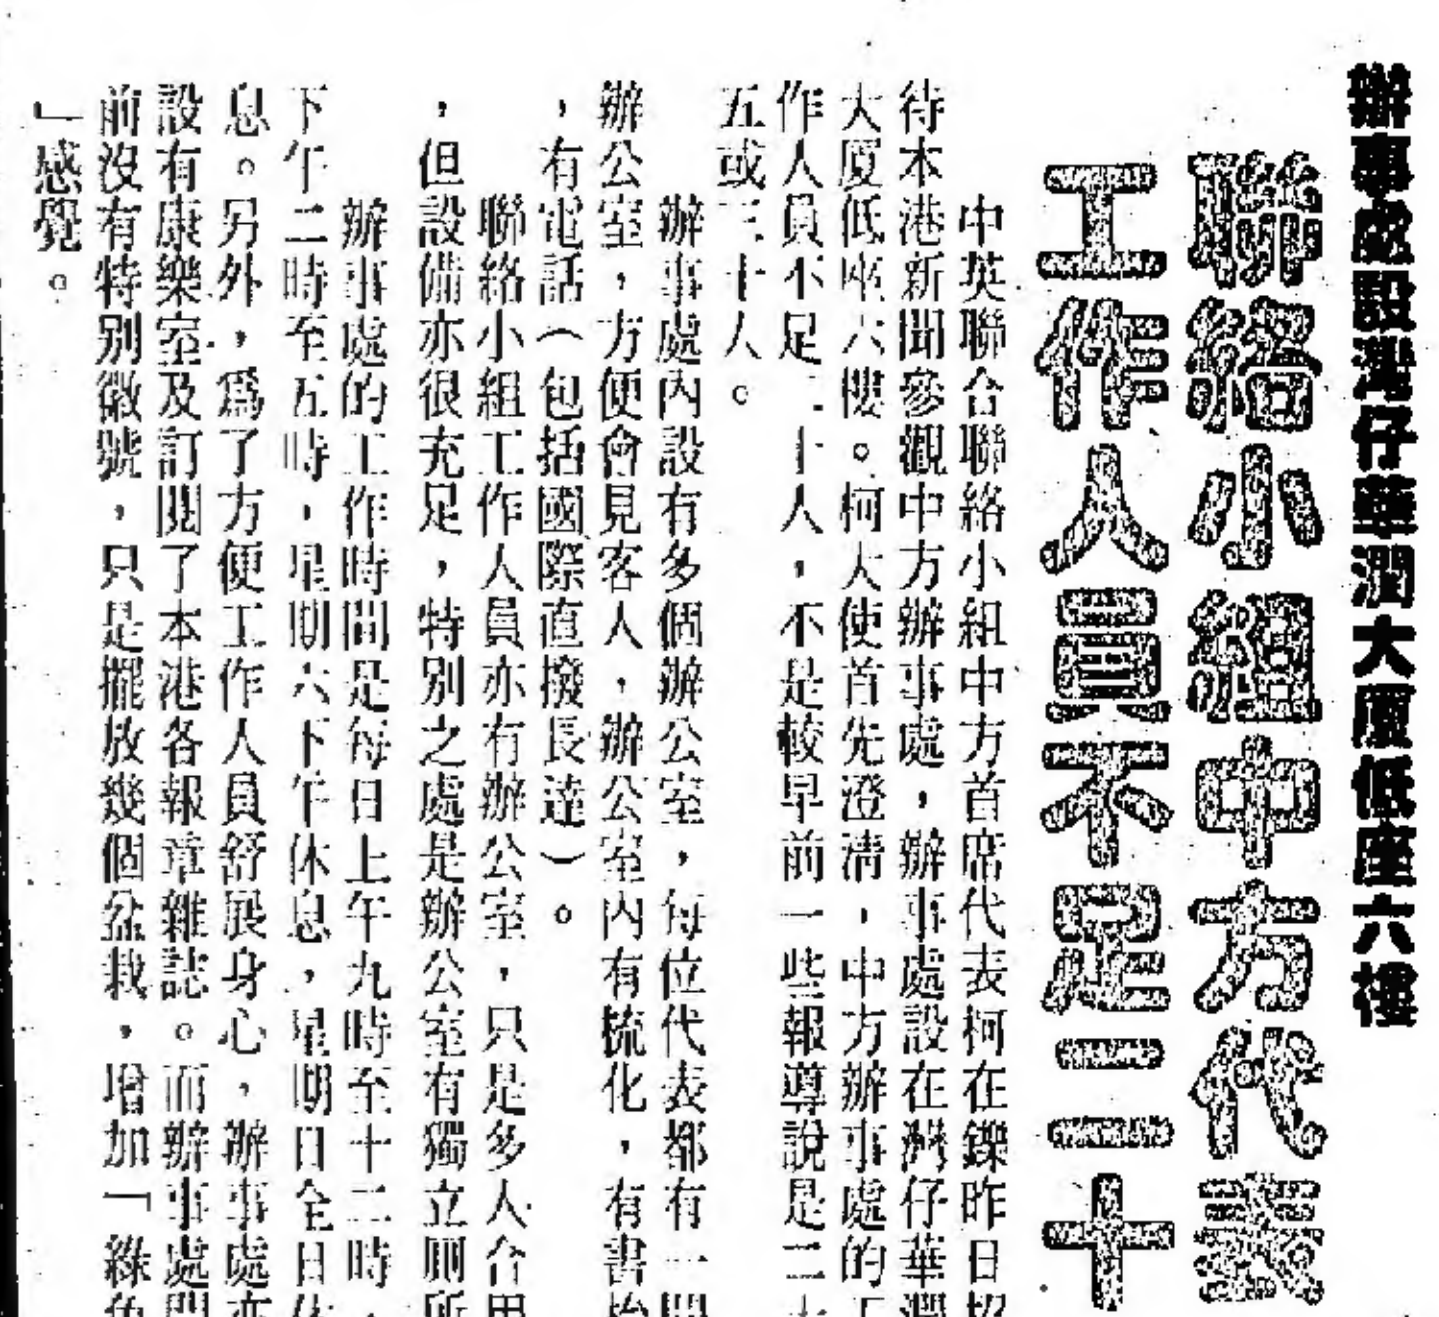 辦事處設灣仔華潤大廈低座六樓
聯絡小組中方代表
工作人員不足二十
中英聯合聯絡小組中方首席代表柯在鑠昨日招
待本港新聞參觀中方辦事處，辦事處設在灣仔華潤
大廈低座六樓。柯大使首先澄清，中方辦事處的工
作人員不足二十人，不是較早前一些報導說是二十
五或三十人。
辦事處內設有多個辦公室，每位代表都有一間
辦公室，方便會見客人，辦公室內有梳化，有書枱
，有電話（包括國際直撥長途）。
聯絡小組工作人員亦有辦公室，只是多人合用
，但設備亦很充足，特別之處是辦公室有獨立厠所
辦事處的工作時間是每日上午九時至十二時，
下午二時至五時，星期六下午休息，星期日全日休
息。另外，爲了方便工作人員舒展身心，辦事處亦
設有康樂室及訂閱了本港各報章雜誌。而辦事處門
前沒有特別徽號，只是擺放幾個盆栽，增加「綠色
」感覺。